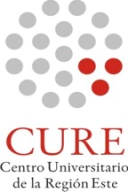 CURE
Centro Universitario
de la Región Este